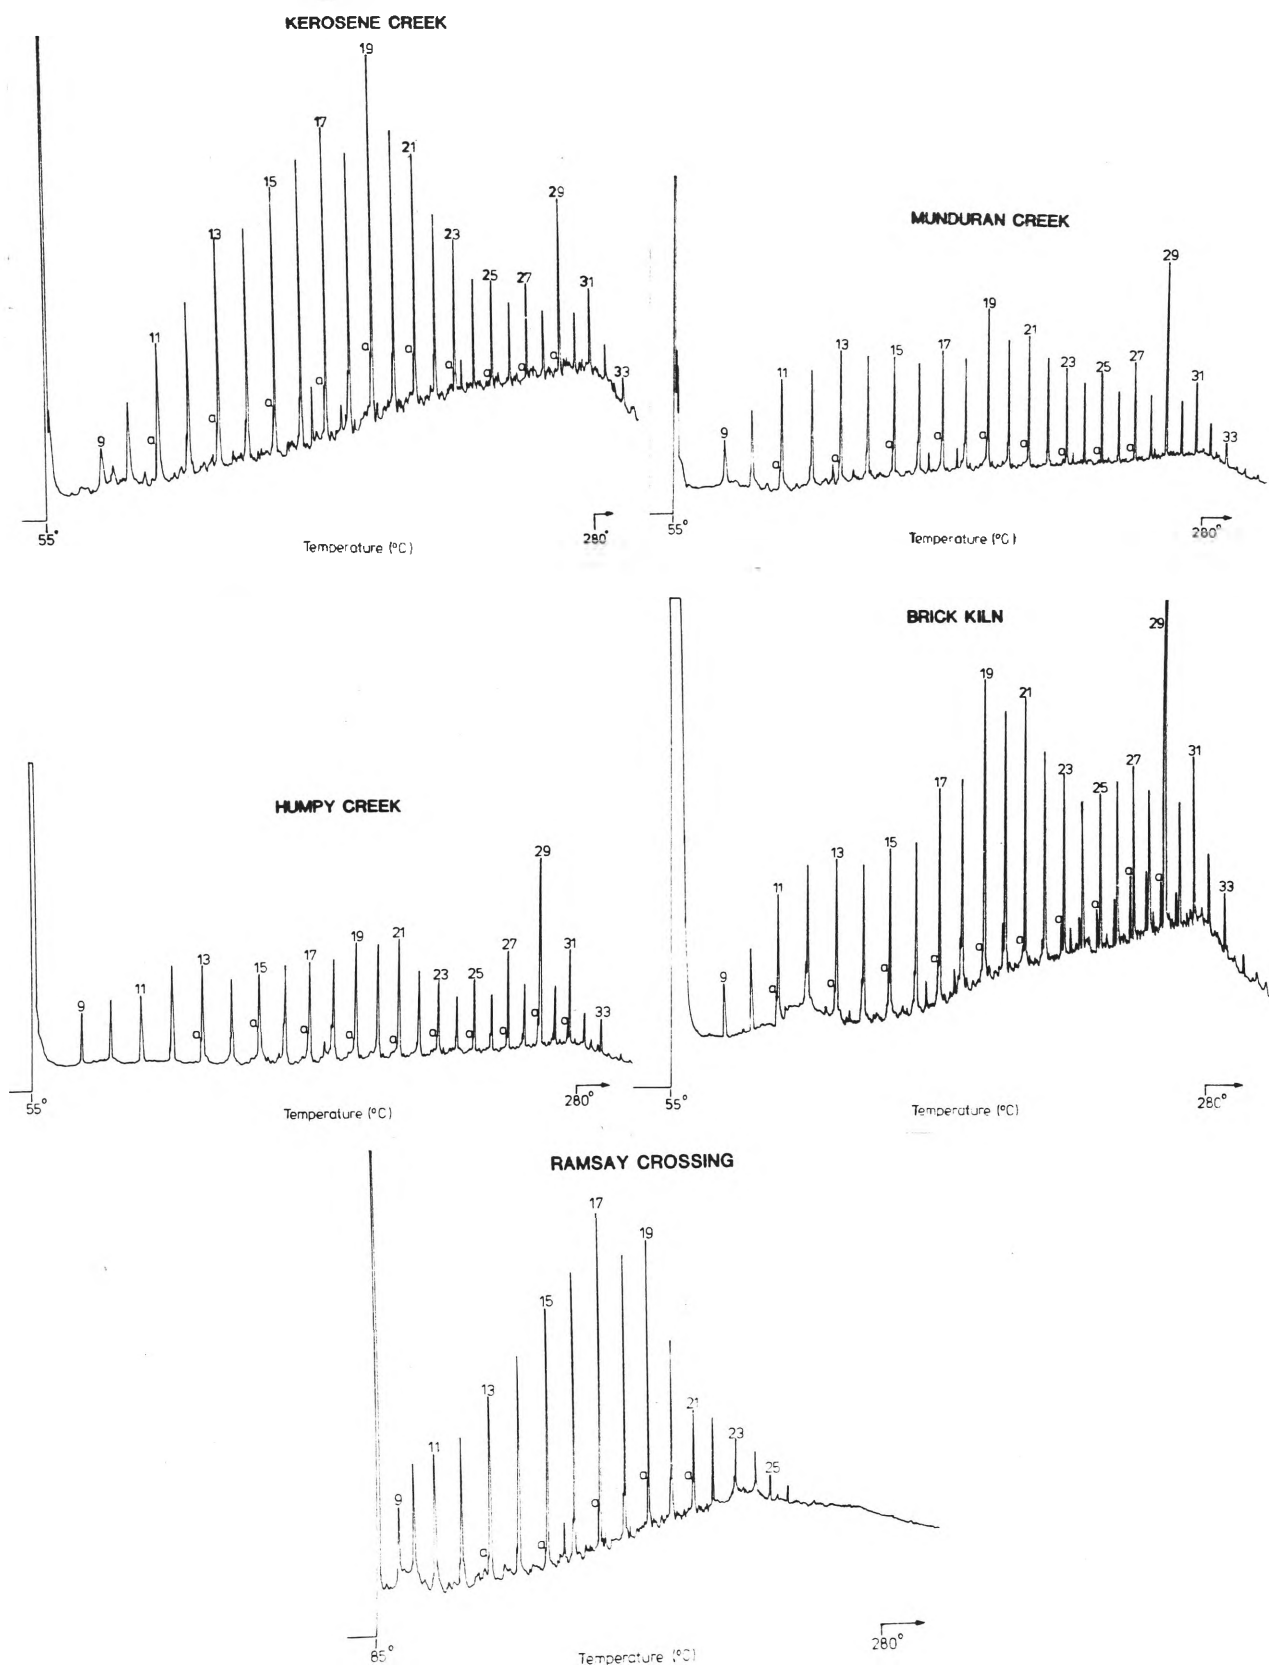 KEROSENE CREEK
9 11 13 15 17 19 21 23 25 27 29 31 33
a a a a a a a a a a
55° 280°
Temperature (°C)
MUNDURAN CREEK
9 11 13 15 17 19 21 23 25 27 29 31 33
a a a a a a a a a
55° 280°
Temperature (°C)
HUMPY CREEK
9 11 13 15 17 19 21 23 25 27 29 31 33
a a a a a a a a a a
55° 280°
Temperature (°C)
BRICK KILN
9 11 13 15 17 19 21 23 25 27 29 31 33
a a a a a a a a a a
55° 280°
Temperature (°C)
RAMSAY CROSSING
9 11 13 15 17 19 21 23 25
a a a a a
85° 280°
Temperature (°C)